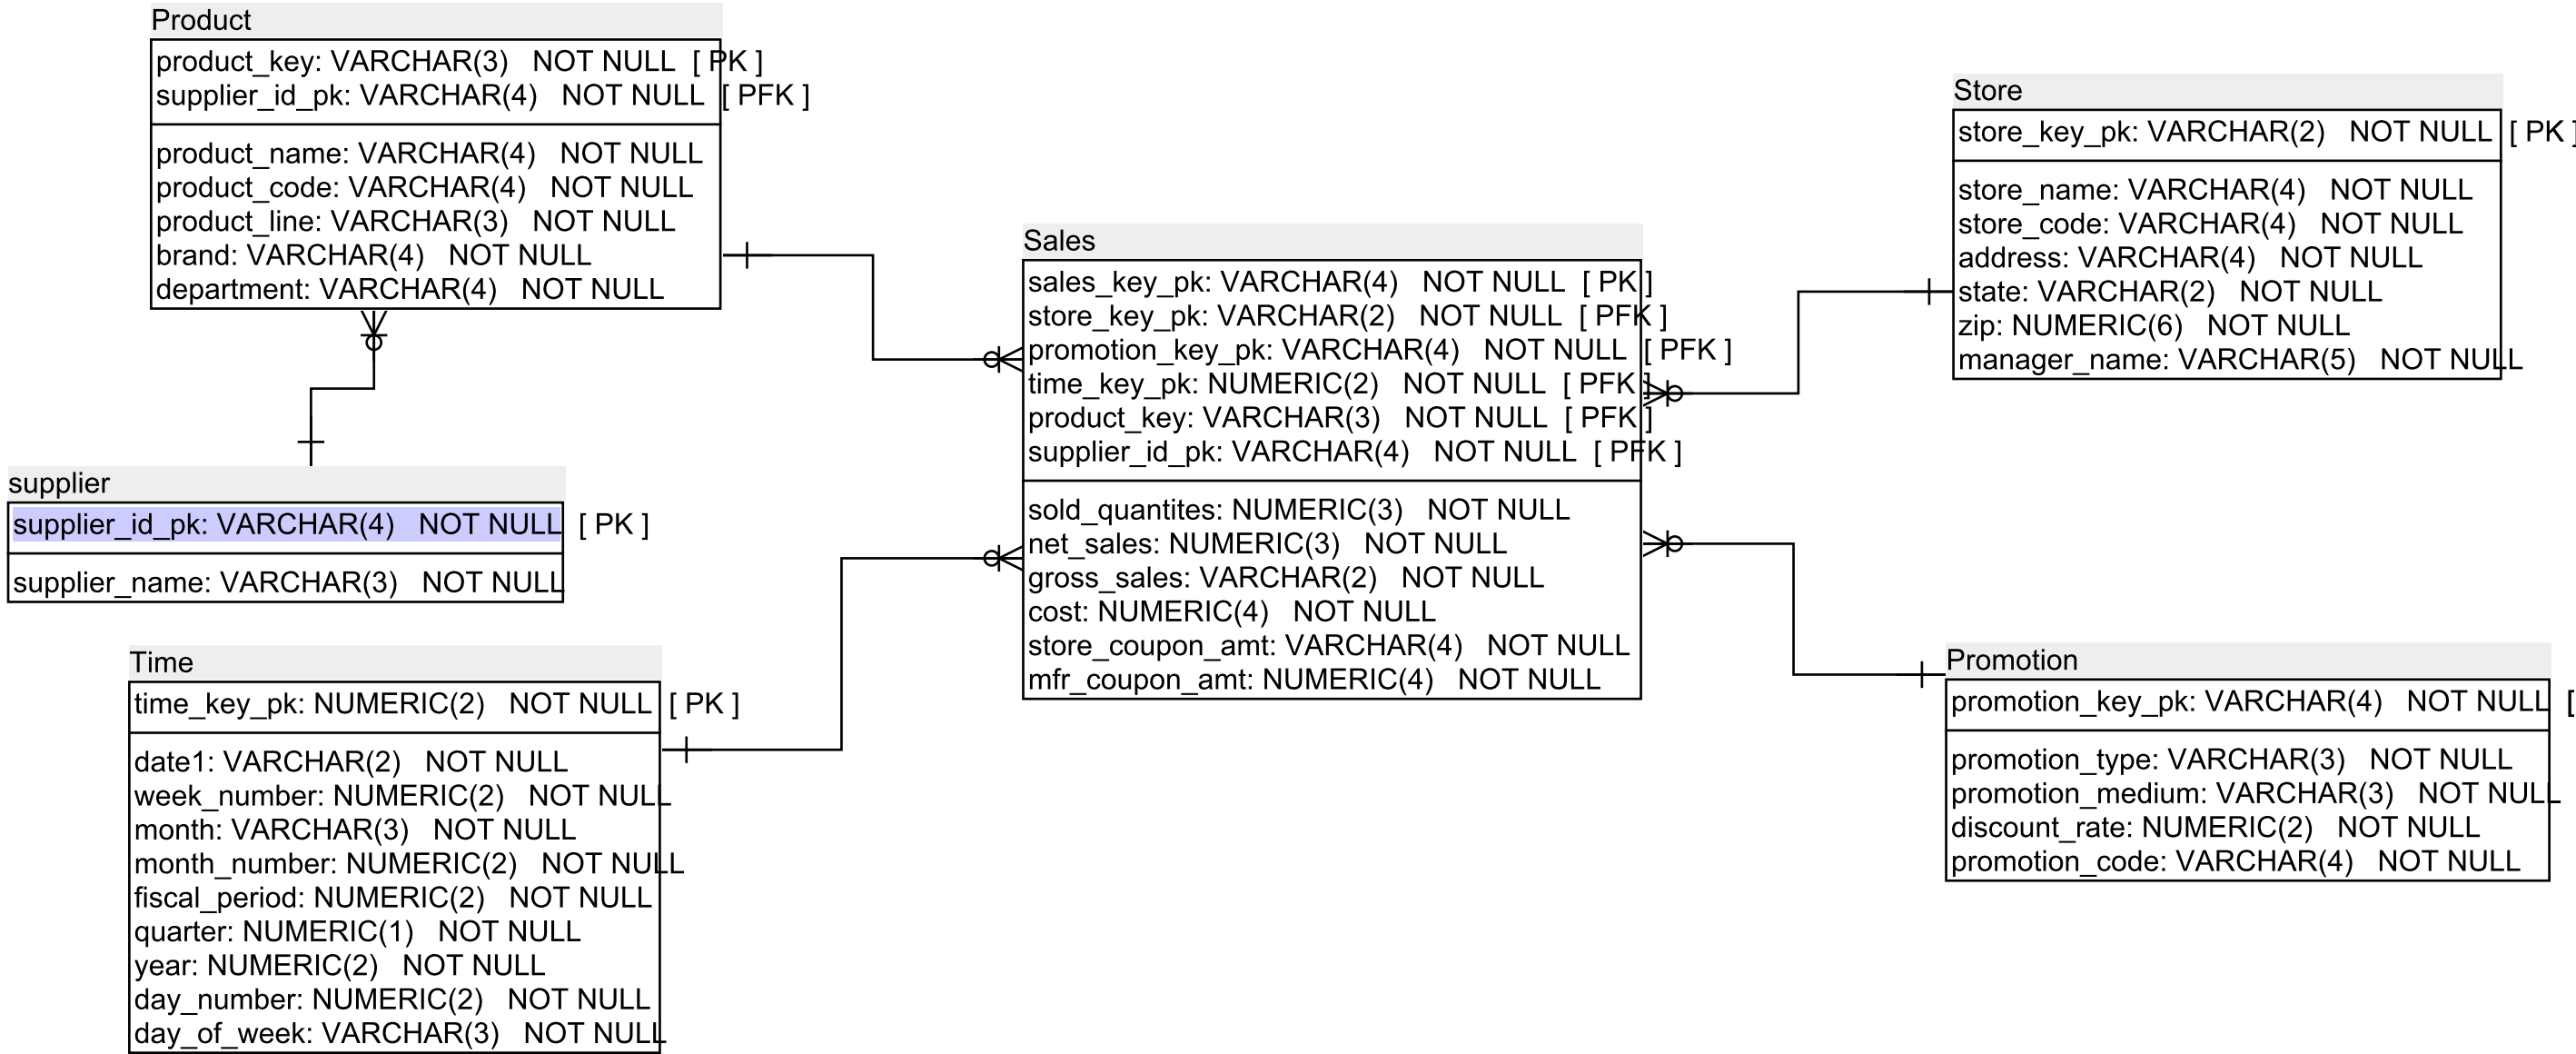 Product
product_key: VARCHAR(3) NOT NULL [ PK ]
supplier_id_pk: VARCHAR(4) NOT NULL [ PFK ]
product_name: VARCHAR(4) NOT NULL
product_code: VARCHAR(4) NOT NULL
product_line: VARCHAR(3) NOT NULL
brand: VARCHAR(4) NOT NULL
department: VARCHAR(4) NOT NULL
supplier
supplier_id_pk: VARCHAR(4) NOT NULL [ PK ]
supplier_name: VARCHAR(3) NOT NULL
Time
time_key_pk: NUMERIC(2) NOT NULL [ PK ]
date1: VARCHAR(2) NOT NULL
week_number: NUMERIC(2) NOT NULL
month: VARCHAR(3) NOT NULL
month_number: NUMERIC(2) NOT NULL
fiscal_period: NUMERIC(2) NOT NULL
quarter: NUMERIC(1) NOT NULL
year: NUMERIC(2) NOT NULL
day_number: NUMERIC(2) NOT NULL
day_of_week: VARCHAR(3) NOT NULL
Sales
sales_key_pk: VARCHAR(4) NOT NULL [ PK ]
store_key_pk: VARCHAR(2) NOT NULL [ PFK ]
promotion_key_pk: VARCHAR(4) NOT NULL [ PFK ]
time_key_pk: NUMERIC(2) NOT NULL [ PFK ]
product_key: VARCHAR(3) NOT NULL [ PFK ]
supplier_id_pk: VARCHAR(4) NOT NULL [ PFK ]
sold_quantites: NUMERIC(3) NOT NULL
net_sales: NUMERIC(3) NOT NULL
gross_sales: VARCHAR(2) NOT NULL
cost: NUMERIC(4) NOT NULL
store_coupon_amt: VARCHAR(4) NOT NULL
mfr_coupon_amt: NUMERIC(4) NOT NULL
Store
store_key_pk: VARCHAR(2) NOT NULL [ PK ]
store_name: VARCHAR(4) NOT NULL
store_code: VARCHAR(4) NOT NULL
address: VARCHAR(4) NOT NULL
state: VARCHAR(2) NOT NULL
zip: NUMERIC(6) NOT NULL
manager_name: VARCHAR(5) NOT NULL
Promotion
promotion_key_pk: VARCHAR(4) NOT NULL [
promotion_type: VARCHAR(3) NOT NULL
promotion_medium: VARCHAR(3) NOT NULL
discount_rate: NUMERIC(2) NOT NULL
promotion_code: VARCHAR(4) NOT NULL